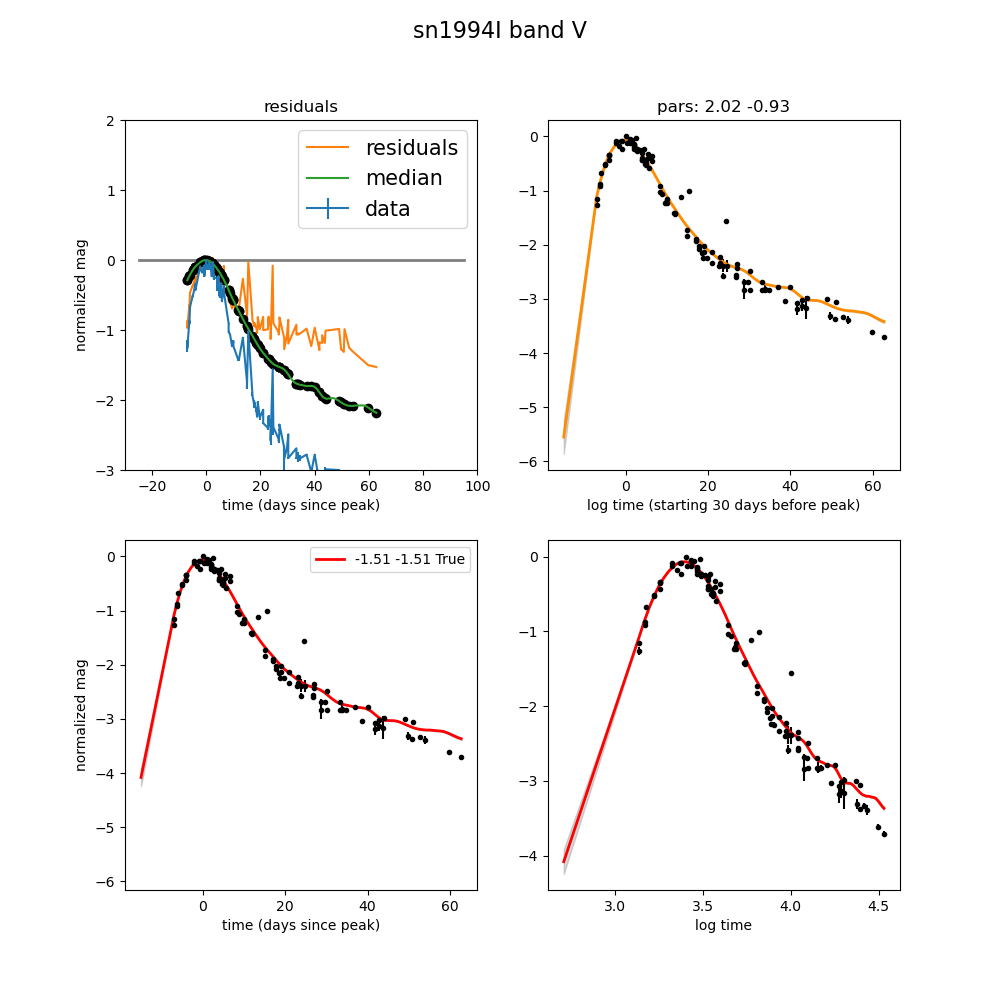 sn1994I band V
residuals
2
1
0
−1
−2
−3
normalized mag
residuals
median
data
−20 0 20 40 60 80 100
time (days since peak)
pars: 2.02 -0.93
0
−1
−2
−3
−4
−5
−6
0 20 40 60
log time (starting 30 days before peak)
0
−1
−2
−3
−4
−5
−6
normalized mag
-1.51 -1.51 True
0 20 40 60
time (days since peak)
0
−1
−2
−3
−4
3.0 3.5 4.0 4.5
log time